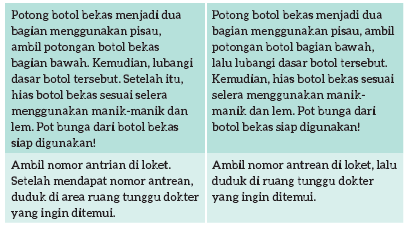 Potong botol bekas menjadi dua
bagian menggunakan pisau,
ambil potongan botol bekas
bagian bawah. Kemudian, lubangi
dasar botol tersebut. Setelah itu,
hias botol bekas sesuai selera
menggunakan manik-manik dan
lem. Pot bunga dari botol bekas
siap digunakan!
Potong botol bekas menjadi dua
bagian menggunakan pisau, ambil
potongan botol bagian bawah,
lalu lubangi dasar botol tersebut.
Kemudian, hias botol bekas sesuai
selera menggunakan manik-
manik dan lem. Pot bunga dari
botol bekas siap digunakan!
Ambil nomor antrian di loket.
Setelah mendapat nomor antrean,
duduk di area ruang tunggu dokter
yang ingin ditemui.
Ambil nomor antrean di loket, lalu
duduk di ruang tunggu dokter
yang ingin ditemui.